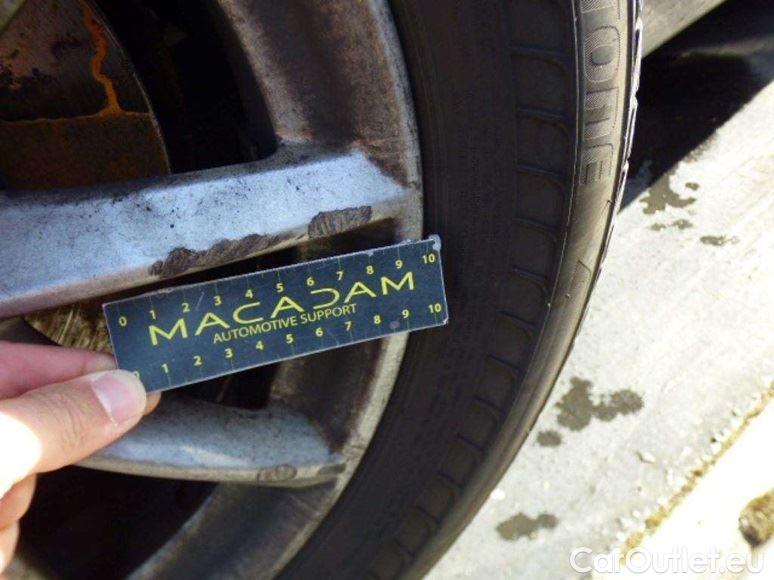 ONE
0 1 2 3 4 5 6 7 8 9 10
MACADAM
AUTOMOTIVE SUPPORT
0 1 2 3 4 5 6 7 8 9 10
CarOutlet.eu